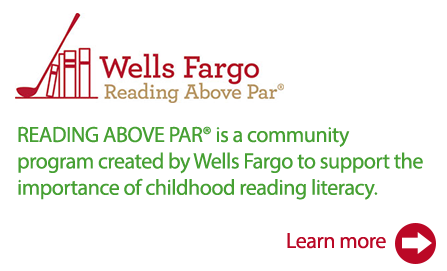 Wells Fargo
Reading Above Par®
READING ABOVE PAR® is a community
program created by Wells Fargo to support the
importance of childhood reading literacy.
Learn more